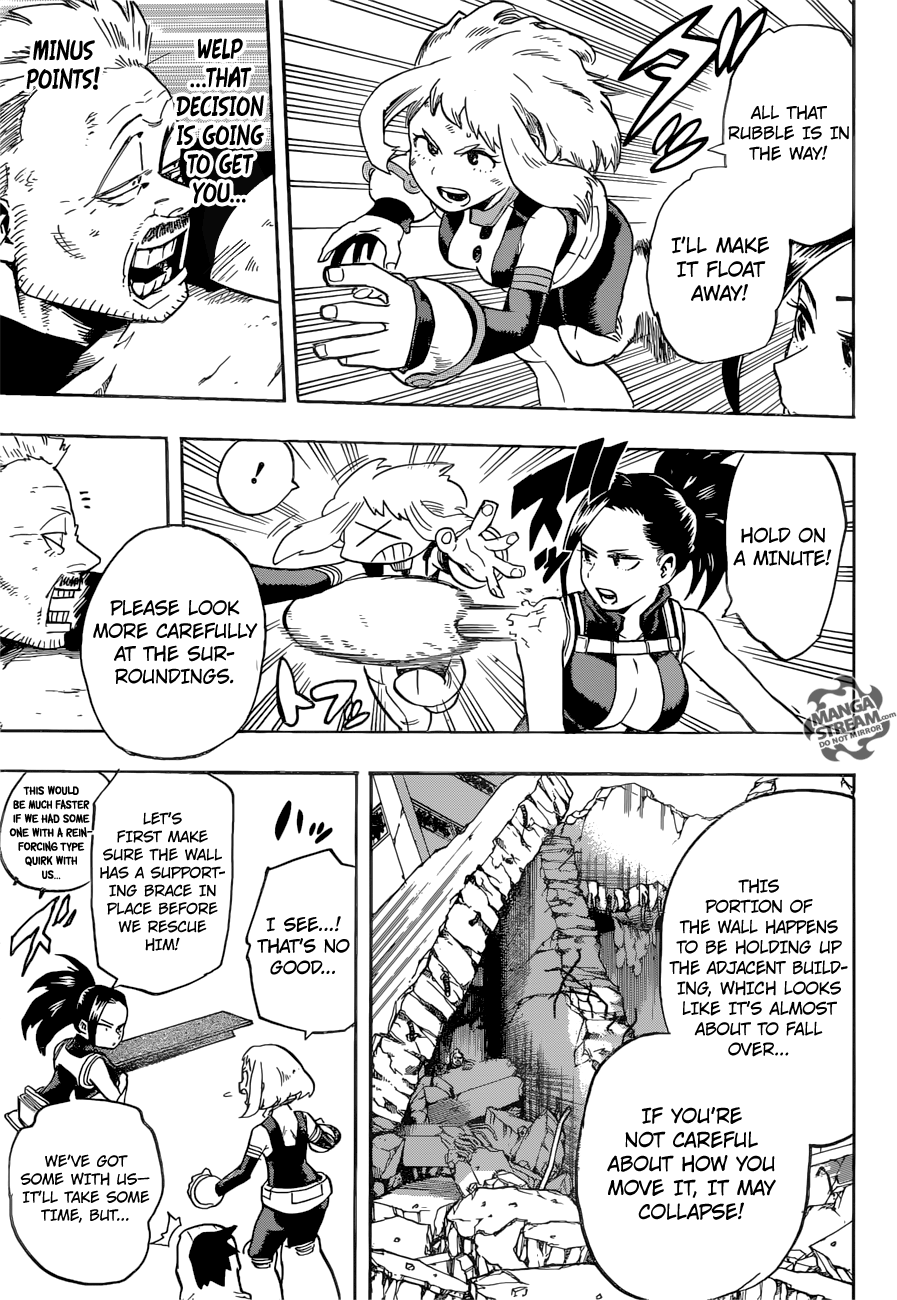 ALL THAT
RUBBLE IS IN
THE WAY!
I'LL MAKE
IT FLOAT
AWAY!
ダッ
WELP
...THAT
DECISION
IS GOING
TO GET
YOU...
MINUS
POINTS!
HOLD ON
A MINUTE!
!
PLEASE LOOK
MORE CAREFULLY
AT THE SUR-
ROUNDINGS.
MANGA
STREAM.com
DO NOT MIRROR
THIS
PORTION OF
THE WALL HAPPENS
TO BE HOLDING UP
THE ADJACENT BUILD-
ING, WHICH LOOKS
LIKE IT'S ALMOST
ABOUT TO FALL
OVER...
IF YOU'RE
NOT CAREFUL
ABOUT HOW YOU
MOVE IT, IT MAY
COLLAPSE!
I SEE...!
THAT'S NO
GOOD...
LET'S
FIRST MAKE
SURE THE WALL
HAS A SUPPORT-
ING BRACE IN
PLACE BEFORE
WE RESCUE
HIM!
THIS WOULD
BE MUCH FASTER
IF WE HAD SOME
ONE WITH A REIN-
FORCING TYPE
QUIRK WITH
US...
WE'VE GOT
SOME WITH US—
IT'LL TAKE SOME
TIME, BUT...